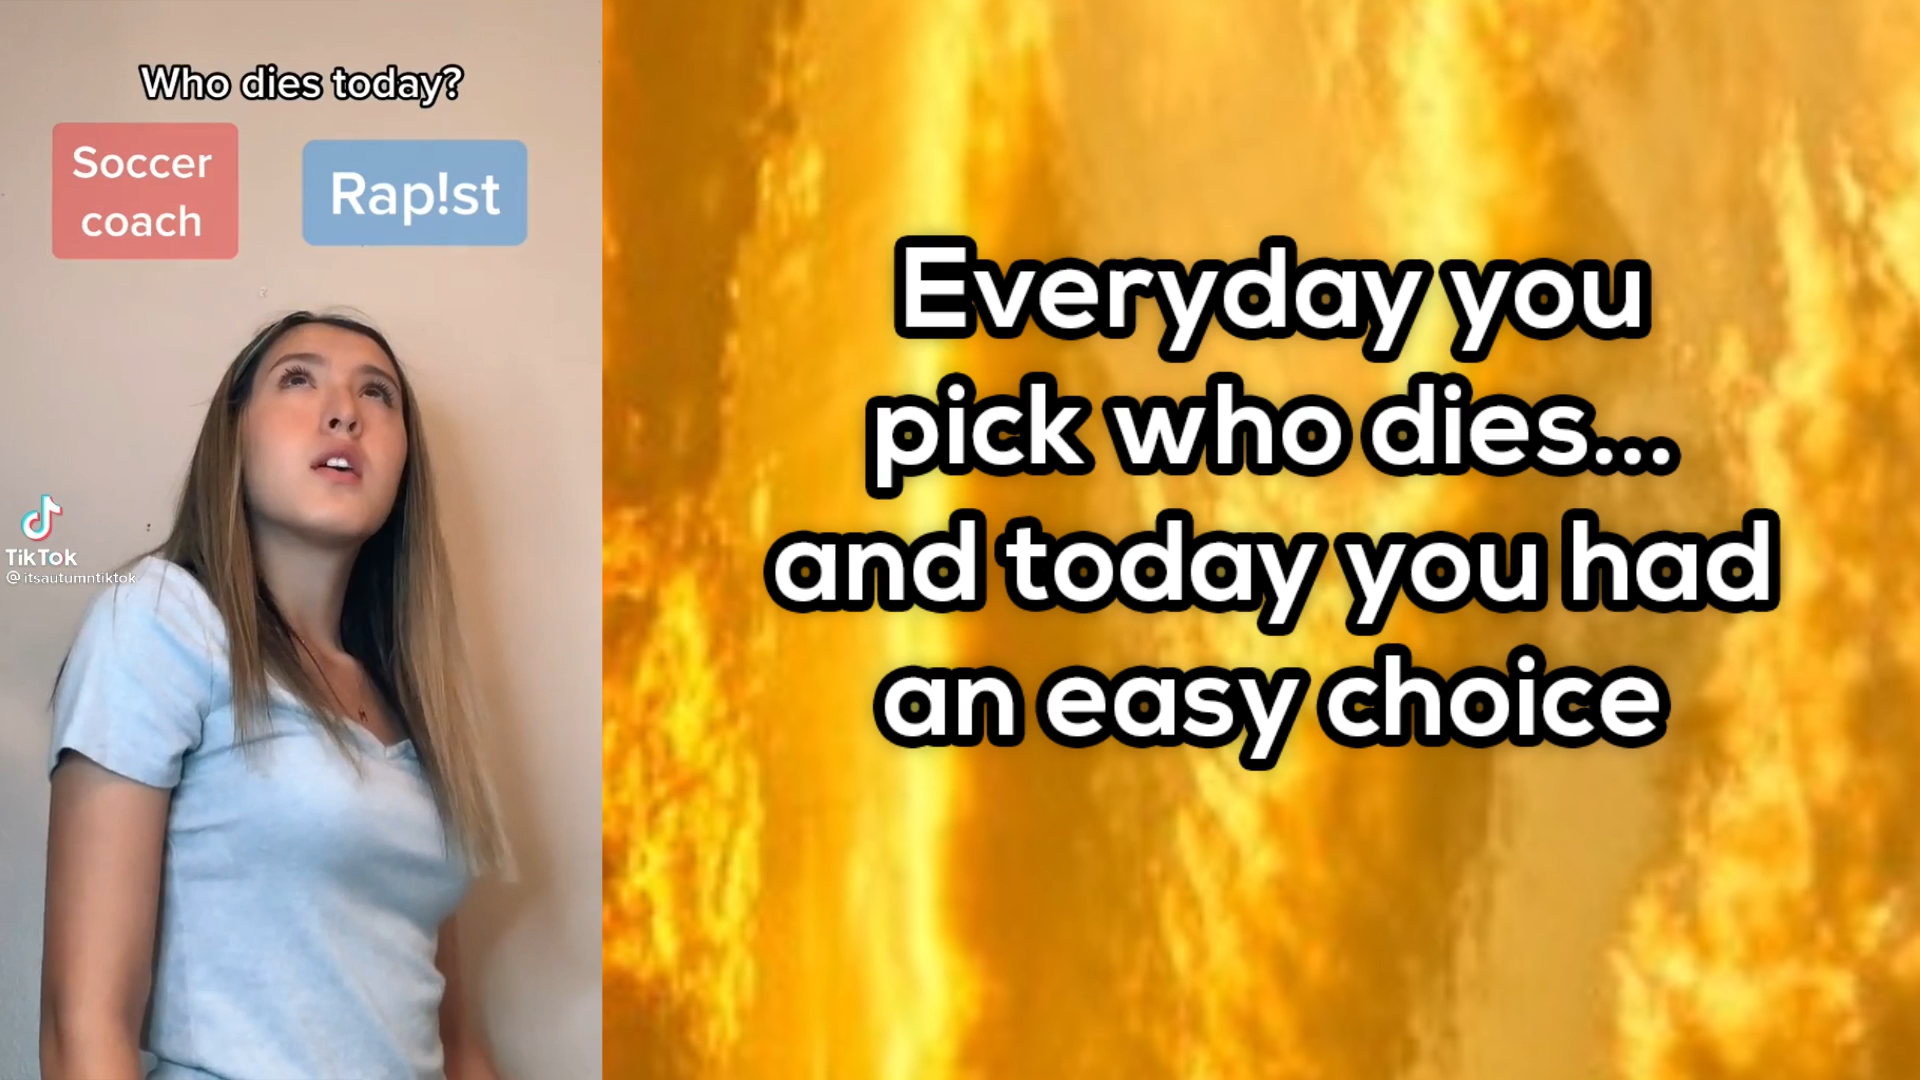 Who dies today?
Soccer
coach
Rap!st
TikTok
@itsautumntiktok
Everyday you
pick who dies...
and today you had
an easy choice